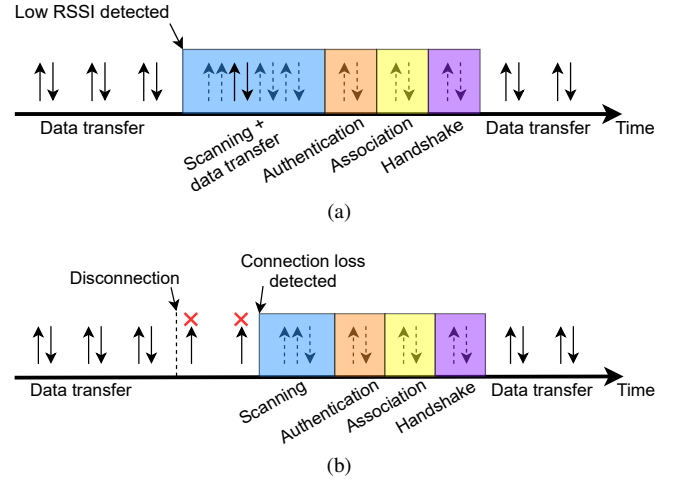 Low RSSI detected
Data transfer
Scanning +
data transfer
Authentication
Association
Handshake
Data transfer
Time
(a)
Disconnection
Connection loss
detected
Data transfer
Scanning
Authentication
Association
Handshake
Data transfer
Time
(b)